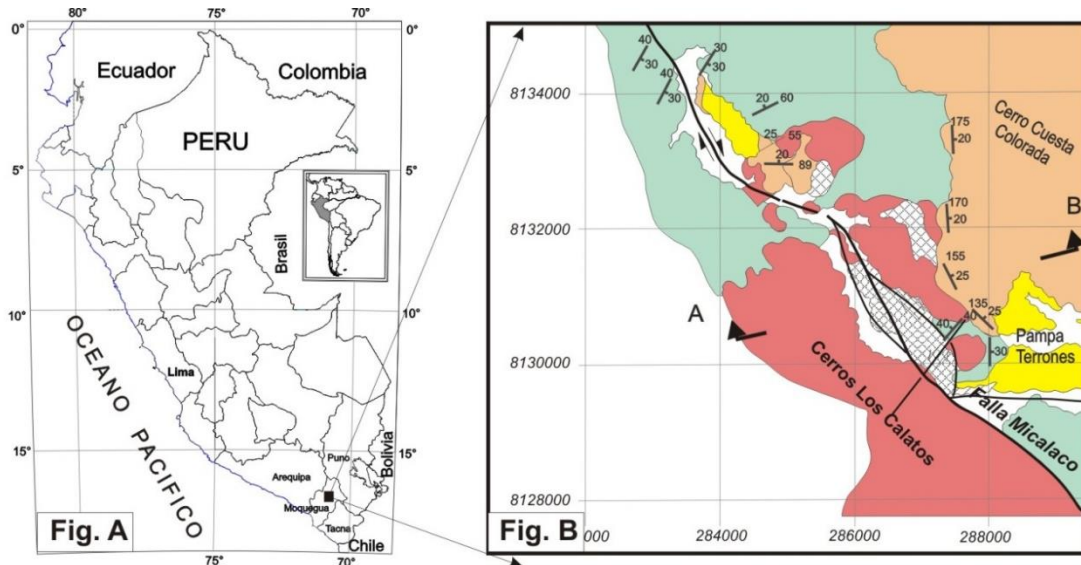 80°
75°
70°
0°
0°
Ecuador
Colombia
PERU
5°
5°
Brasil
10°
10°
OCEANO PACIFICO
Lima
15°
15°
Puno
Arequipa
Bolivia
Moquegua
Tacna
Chile
Fig. A
75°
70°
8134000
8132000
8130000
8128000
40
30
40
30
30
30
20
60
25
55
20
89
175
20
Cerro Cuesta
Colorada
170
20
B
155
25
135
25
40
40
30
Pampa
Terrones
A
Cerros Los Calatos
Falla Micalaco
Fig. B
000
284000
286000
288000